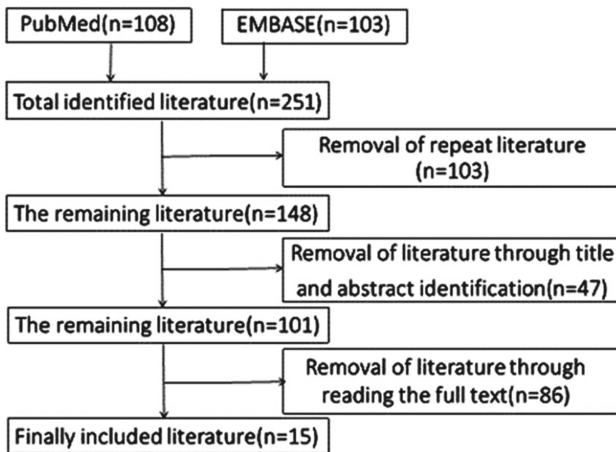 PubMed(n=108)
EMBASE(n=103)
Total identified literature(n=251)
Removal of repeat literature
(n=103)
The remaining literature(n=148)
Removal of literature through title
and abstract identification(n=47)
The remaining literature(n=101)
Removal of literature through
reading the full text(n=86)
Finally included literature(n=15)